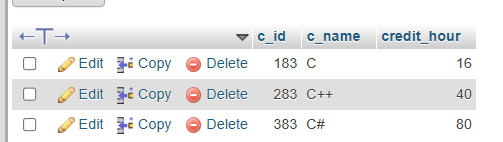 c_id c_name credit_hour
Edit Copy Delete 183 C 16
Edit Copy Delete 283 C++ 40
Edit Copy Delete 383 C# 80